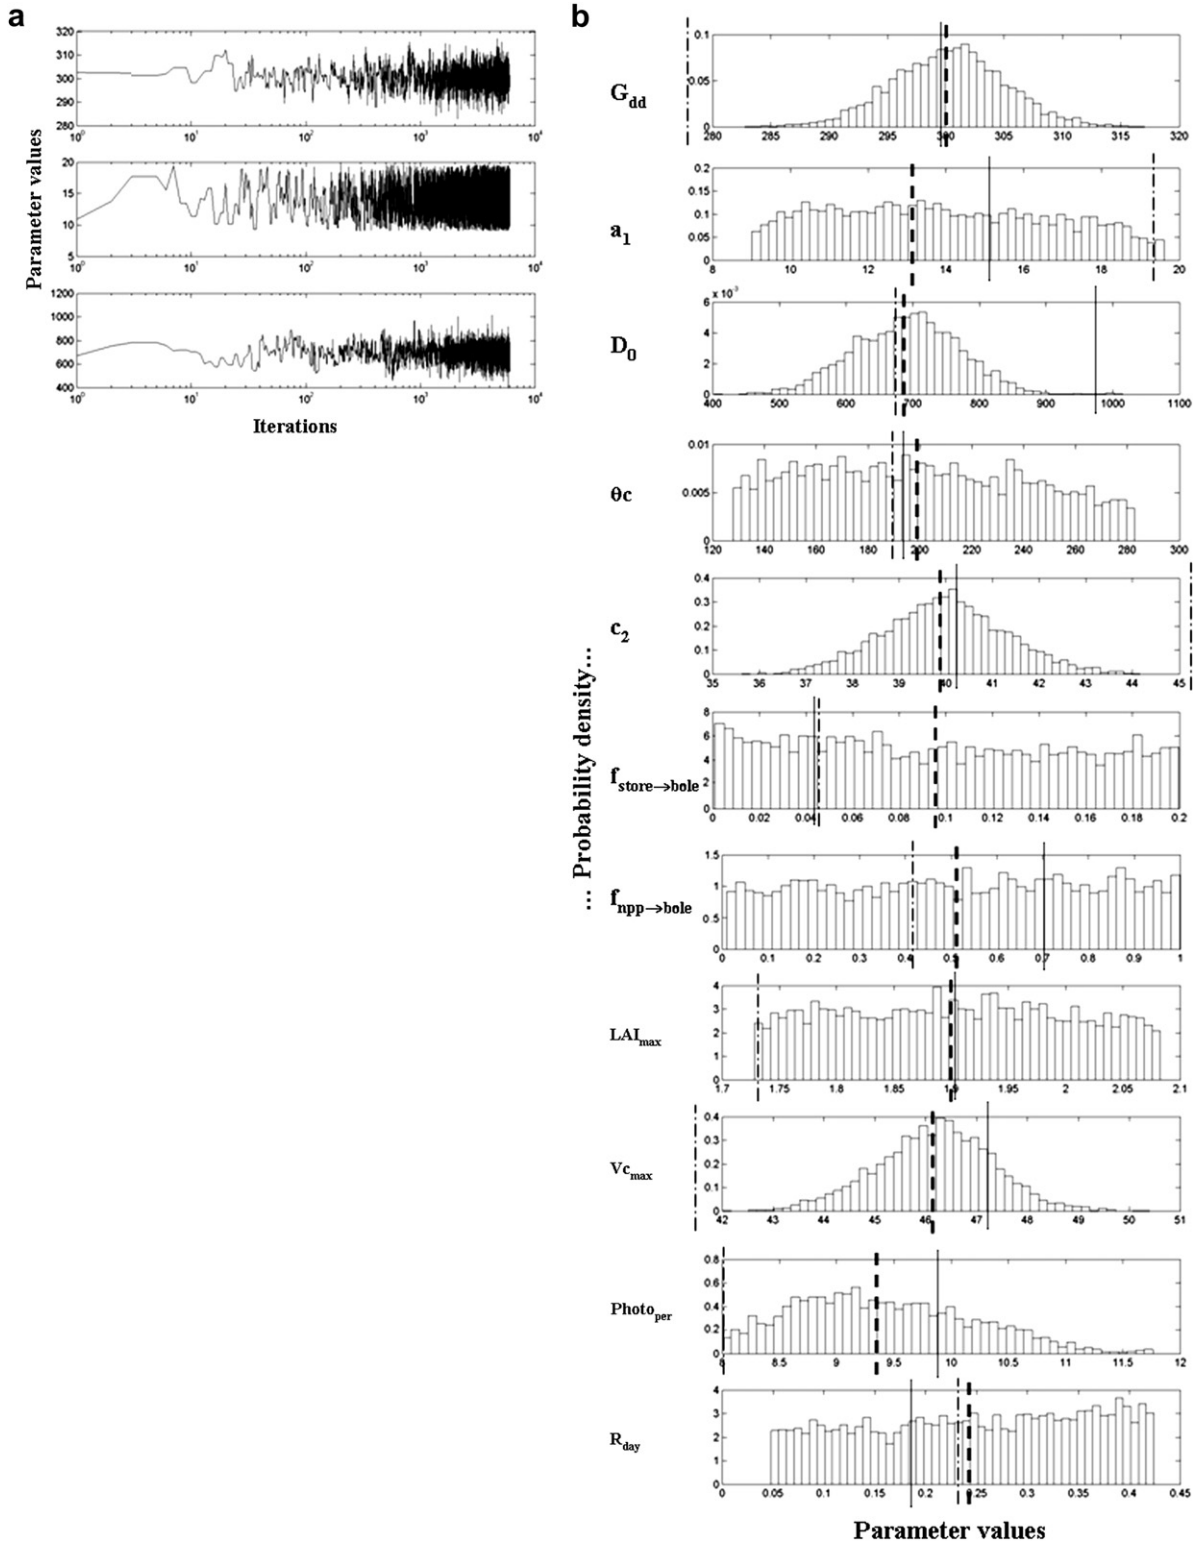 a
b
Parameter values
320
310
300
290
280
10⁰ 10¹ 10² 10³ 10⁴
20
15
10
5
10⁰ 10¹ 10² 10³ 10⁴
1200
1000
800
600
400
10⁰ 10¹ 10² 10³ 10⁴
Iterations
... Probability density...
G_dd
0.1
0.05
0
280 285 290 295 300 305 310 315 320
a_1
0.2
0.15
0.1
0.05
0
8 10 12 14 16 18 20
D_0
x 10⁻³
6
4
2
0
400 500 600 700 800 900 1000 1100
θc
0.01
0.005
0
120 140 160 180 200 220 240 260 280 300
c_2
0.4
0.3
0.2
0.1
0
35 36 37 38 39 40 41 42 43 44 45
f_store→bole
8
6
4
2
0
0 0.02 0.04 0.06 0.08 0.1 0.12 0.14 0.16 0.18 0.2
f_npp→bole
1.5
1
0.5
0
0 0.1 0.2 0.3 0.4 0.5 0.6 0.7 0.8 0.9 1
LAI_max
4
3
2
1
0
1.7 1.75 1.8 1.85 1.9 1.95 2 2.05 2.1
Vc_max
0.4
0.3
0.2
0.1
0
42 43 44 45 46 47 48 49 50 51
Photo_per
0.8
0.6
0.4
0.2
0
8 8.5 9 9.5 10 10.5 11 11.5 12
R_day
4
3
2
1
0
0 0.05 0.1 0.15 0.2 0.25 0.3 0.35 0.4 0.45
Parameter values